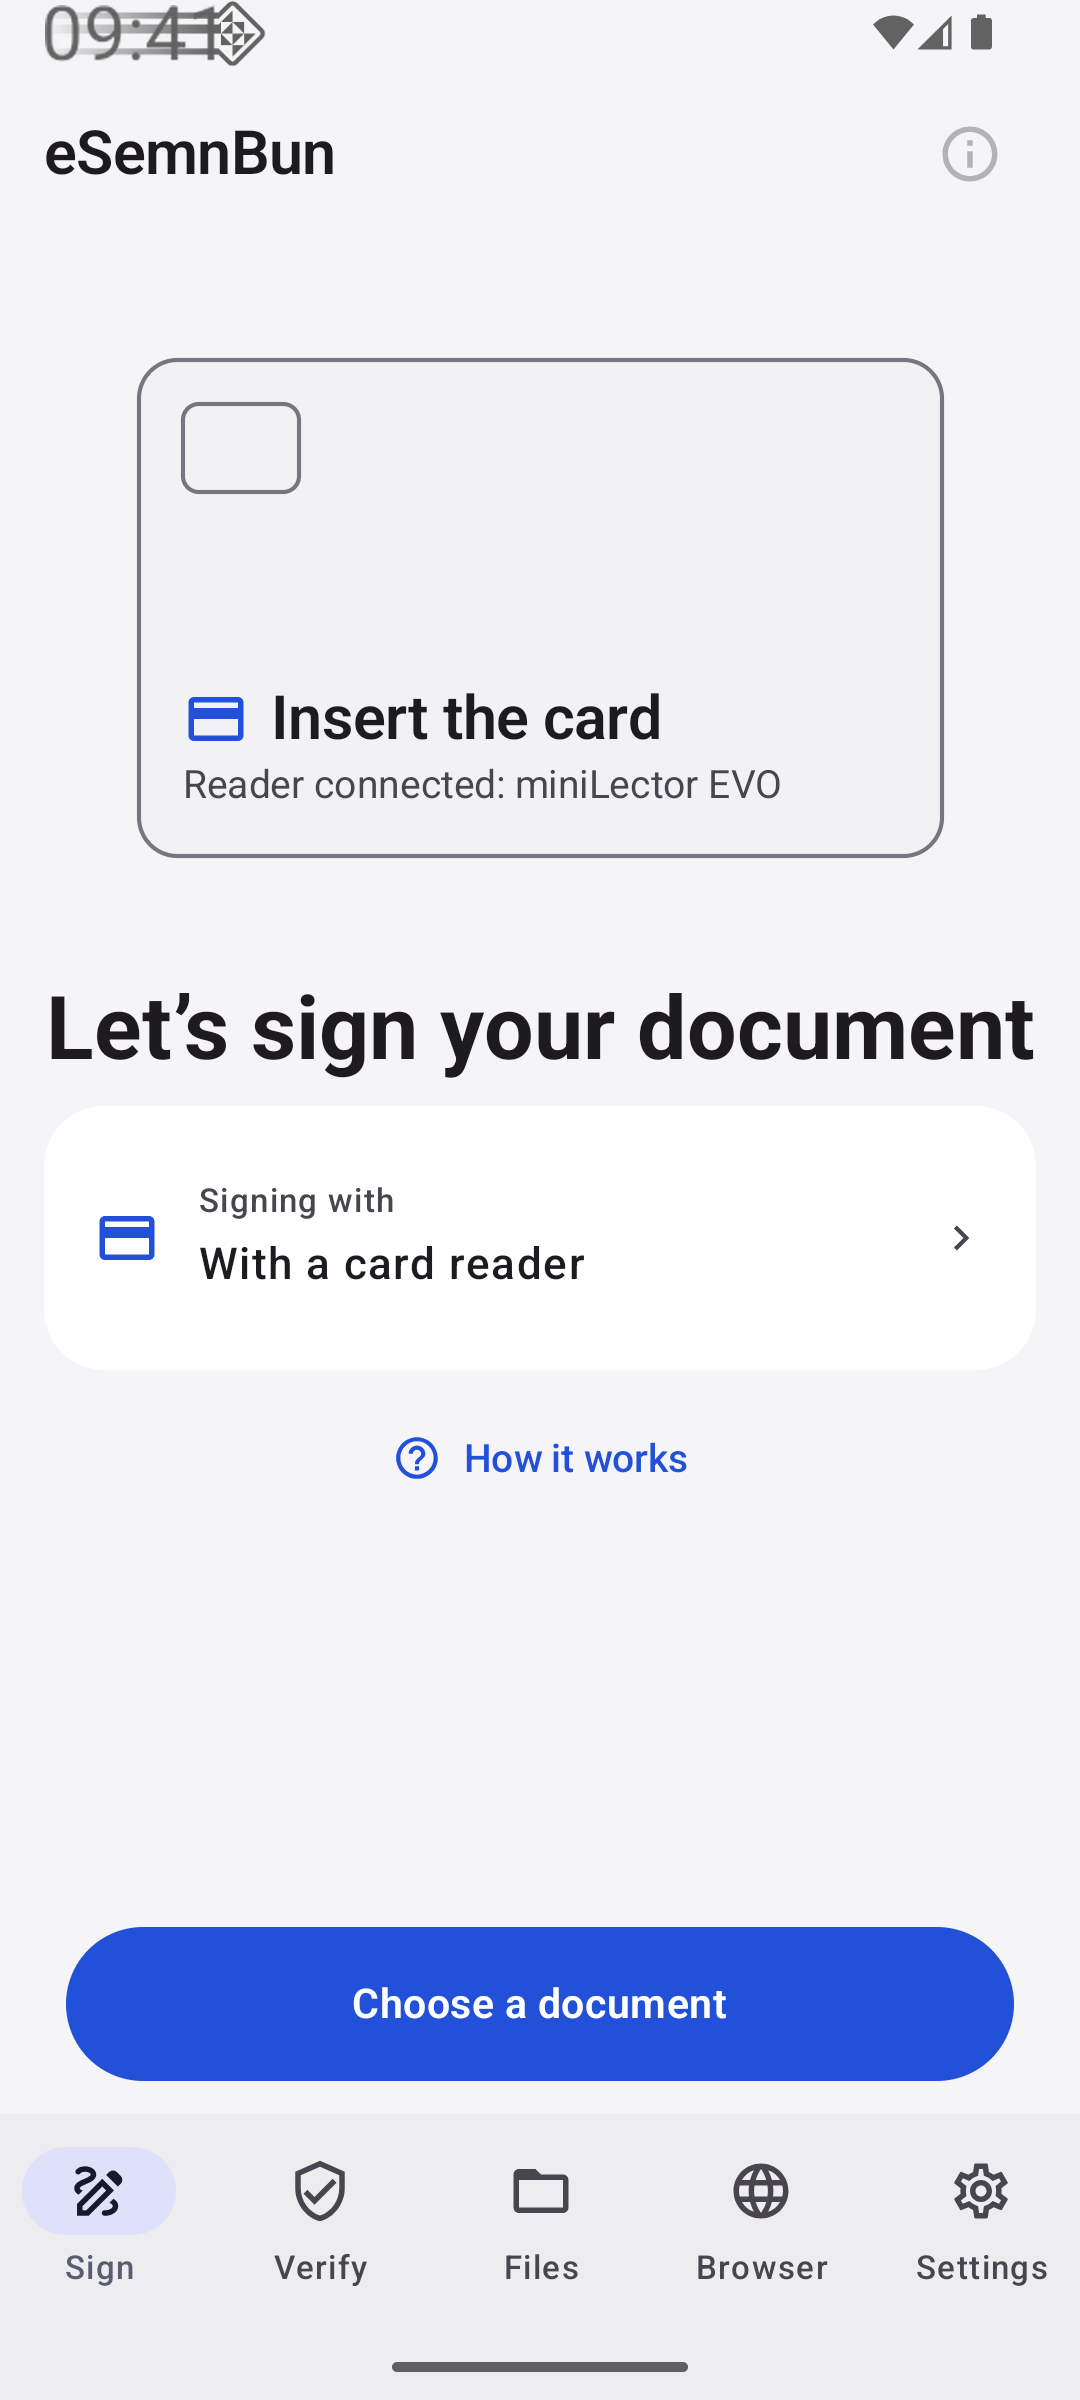 09:41
eSemnBun
Insert the card
Reader connected: miniLector EVO
Let’s sign your document
Signing with
With a card reader
How it works
Choose a document
Sign
Verify
Files
Browser
Settings